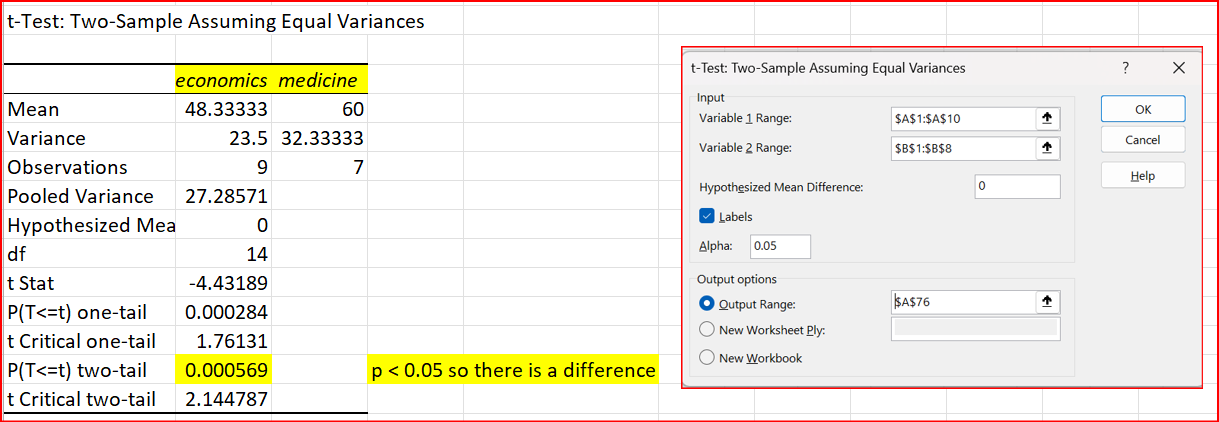 t-Test: Two-Sample Assuming Equal Variances
economics medicine
Mean 48.33333 60
Variance 23.5 32.33333
Observations 9 7
Pooled Variance 27.28571
Hypothesized Mea 0
df 14
t Stat -4.43189
P(T<=t) one-tail 0.000284
t Critical one-tail 1.76131
P(T<=t) two-tail 0.000569 p < 0.05 so there is a difference
t Critical two-tail 2.144787
t-Test: Two-Sample Assuming Equal Variances ?
Input
Variable 1 Range: $A$1:$A$10
Variable 2 Range: $B$1:$B$8
Hypothesized Mean Difference: 0
Labels
Alpha: 0.05
Output options
Output Range: $A$76
New Worksheet Ply:
New Workbook
OK
Cancel
Help